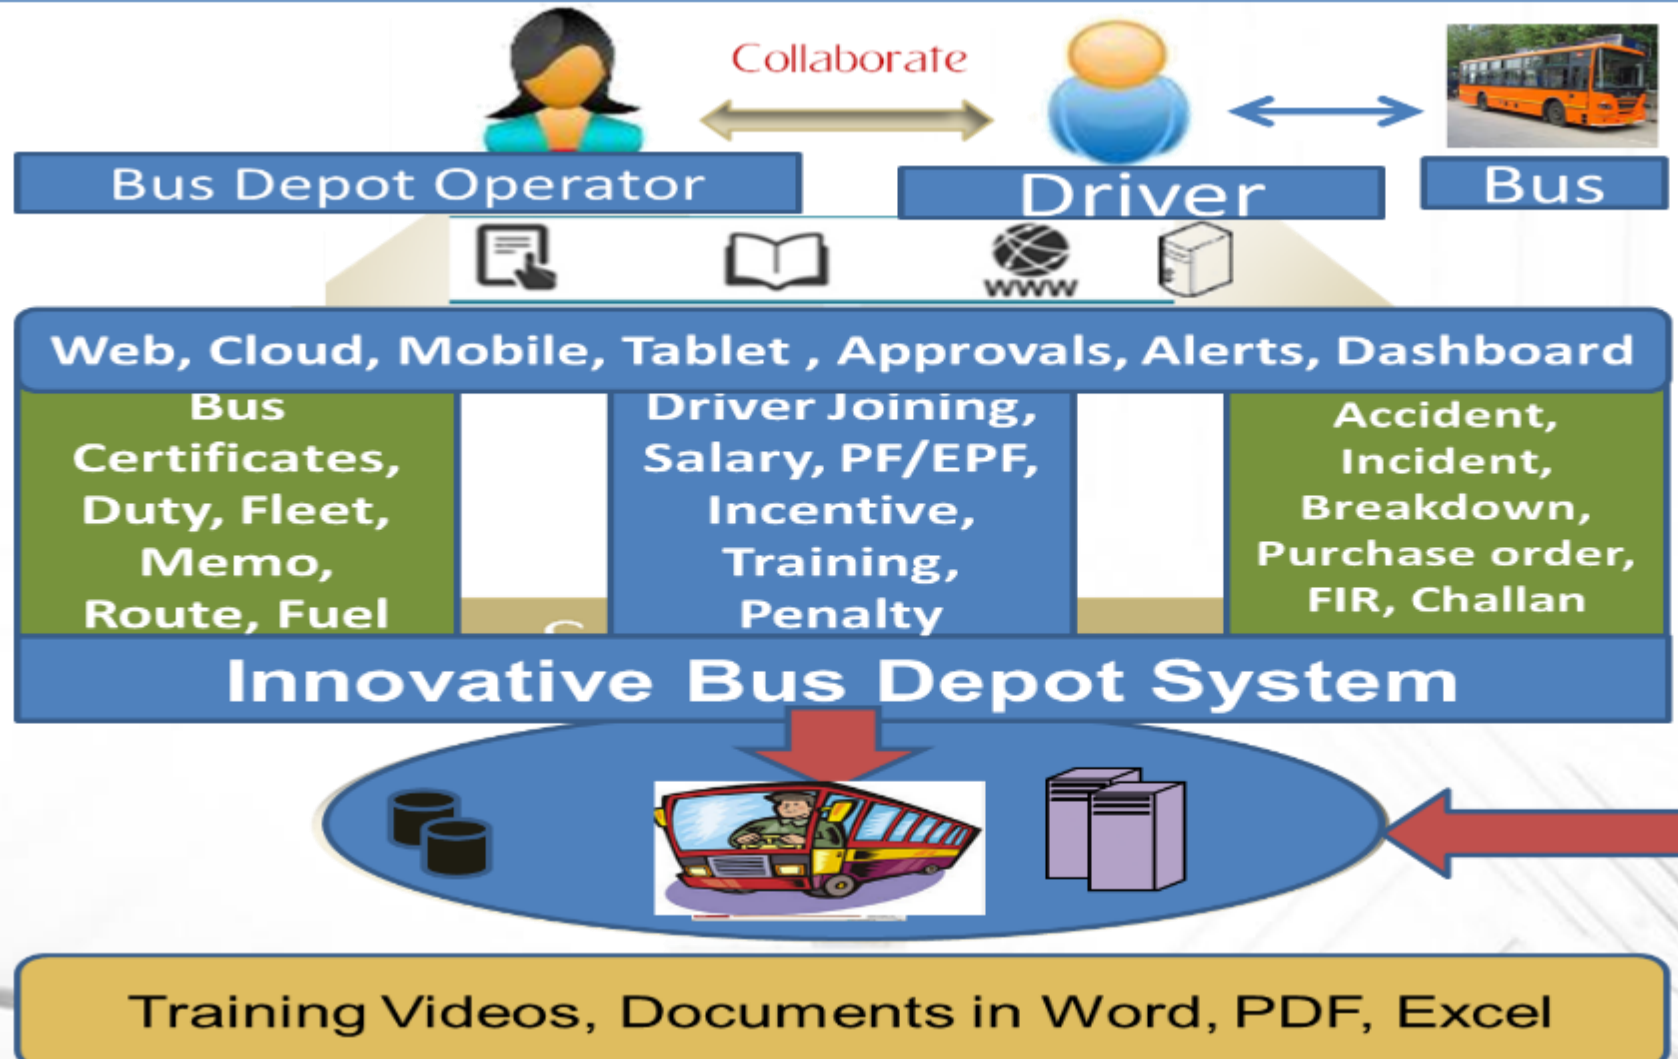 Collaborate
Bus Depot Operator
Driver
Bus
WWW
Web, Cloud, Mobile, Tablet , Approvals, Alerts, Dashboard
Bus
Certificates,
Duty, Fleet,
Memo,
Route, Fuel
Driver Joining,
Salary, PF/EPF,
Incentive,
Training,
Penalty
Accident,
Incident,
Breakdown,
Purchase order,
FIR, Challan
Innovative Bus Depot System
Training Videos, Documents in Word, PDF, Excel